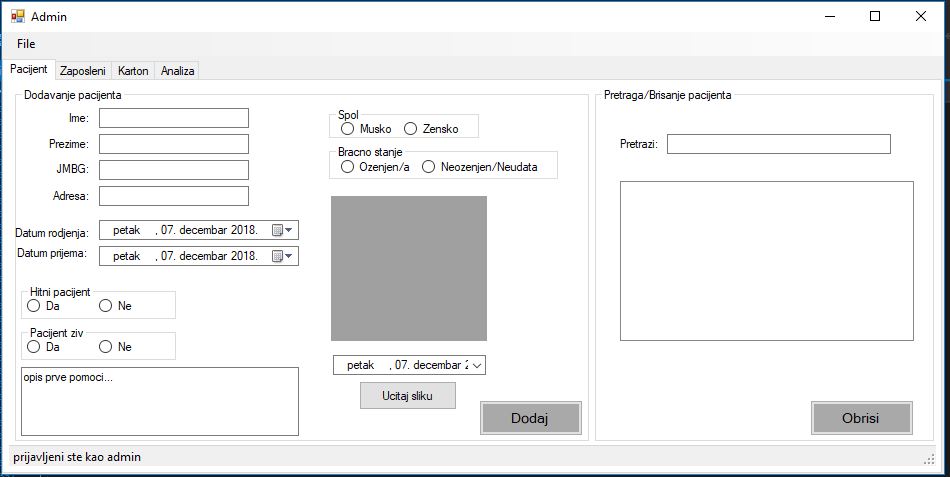 Admin
File
Pacijent Zaposleni Karton Analiza
Dodavanje pacijenta
Ime:
Prezime:
JMBG:
Adresa:
Datum rodjenja: petak , 07. decembar 2018.
Datum prijema: petak , 07. decembar 2018.
Hitni pacijent
Da Ne
Pacijent ziv
Da Ne
opis prve pomoci...
Spol
Musko Zensko
Bracno stanje
Ozenjen/a Neozenjen/Neudata
petak , 07. decembar 2
Ucitaj sliku
Dodaj
Pretraga/Brisanje pacijenta
Pretrazi:
Obrisi
prijavljeni ste kao admin